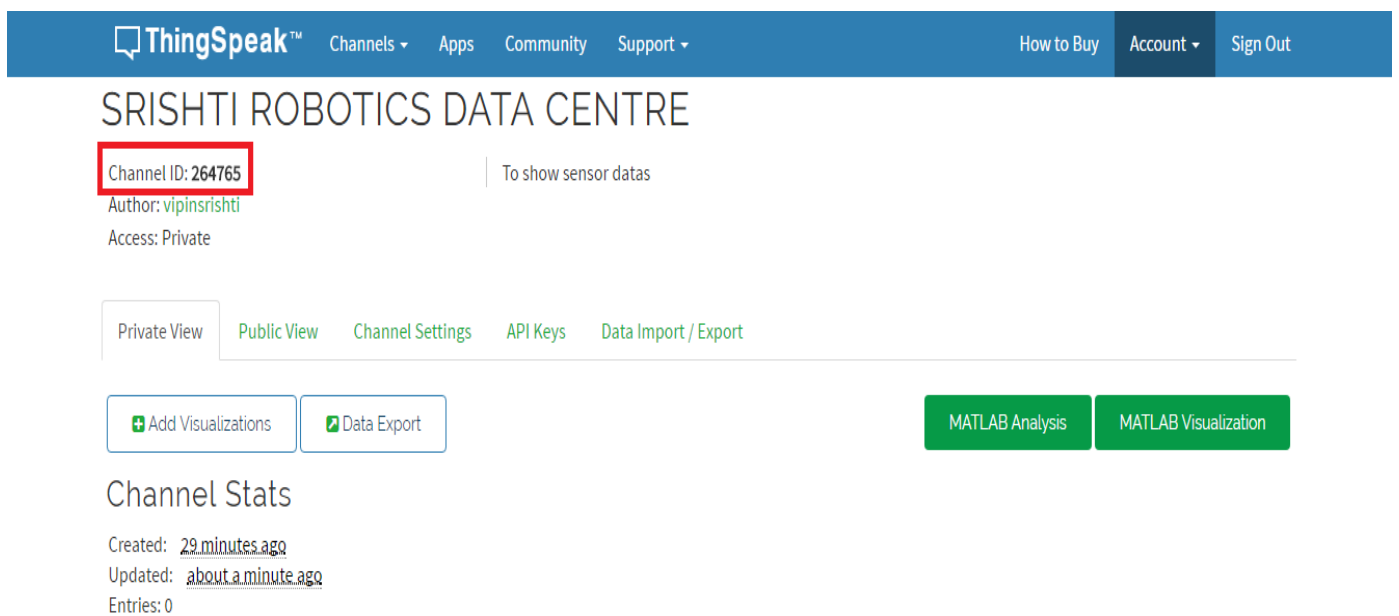 ThingSpeak™ Channels Apps Community Support How to Buy Account Sign Out
SRISHTI ROBOTICS DATA CENTRE
Channel ID: 264765 To show sensor datas
Author: vipinsrishti
Access: Private
Private View Public View Channel Settings API Keys Data Import / Export
Add Visualizations Data Export MATLAB Analysis MATLAB Visualization
Channel Stats
Created: 29 minutes ago
Updated: about a minute ago
Entries: 0